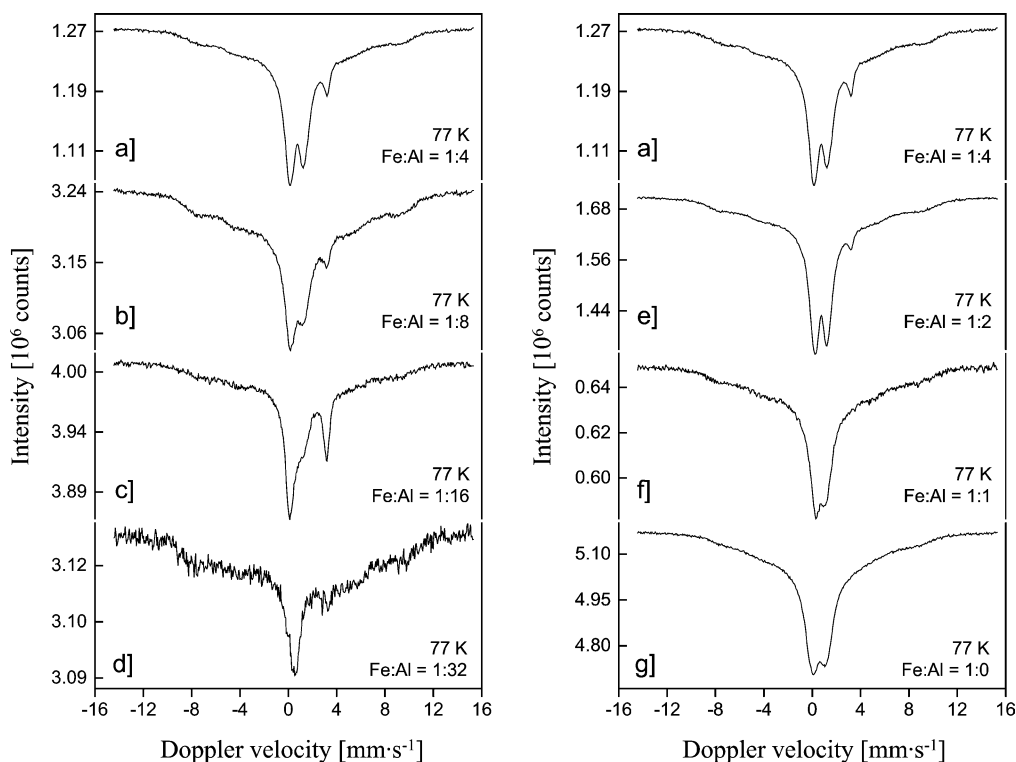 1.27
1.19
1.11
a]
77 K
Fe:Al = 1:4
3.24
3.15
3.06
b]
77 K
Fe:Al = 1:8
4.00
3.94
3.89
c]
77 K
Fe:Al = 1:16
3.12
3.10
3.09
d]
77 K
Fe:Al = 1:32
-16 -12 -8 -4 0 4 8 12 16
Doppler velocity [mm·s-1]
Intensity [10⁶ counts]
1.27
1.19
1.11
a]
77 K
Fe:Al = 1:4
1.68
1.56
1.44
e]
77 K
Fe:Al = 1:2
0.64
0.62
0.60
f]
77 K
Fe:Al = 1:1
5.10
4.95
4.80
g]
77 K
Fe:Al = 1:0
-16 -12 -8 -4 0 4 8 12 16
Doppler velocity [mm·s-1]
Intensity [10⁶ counts]